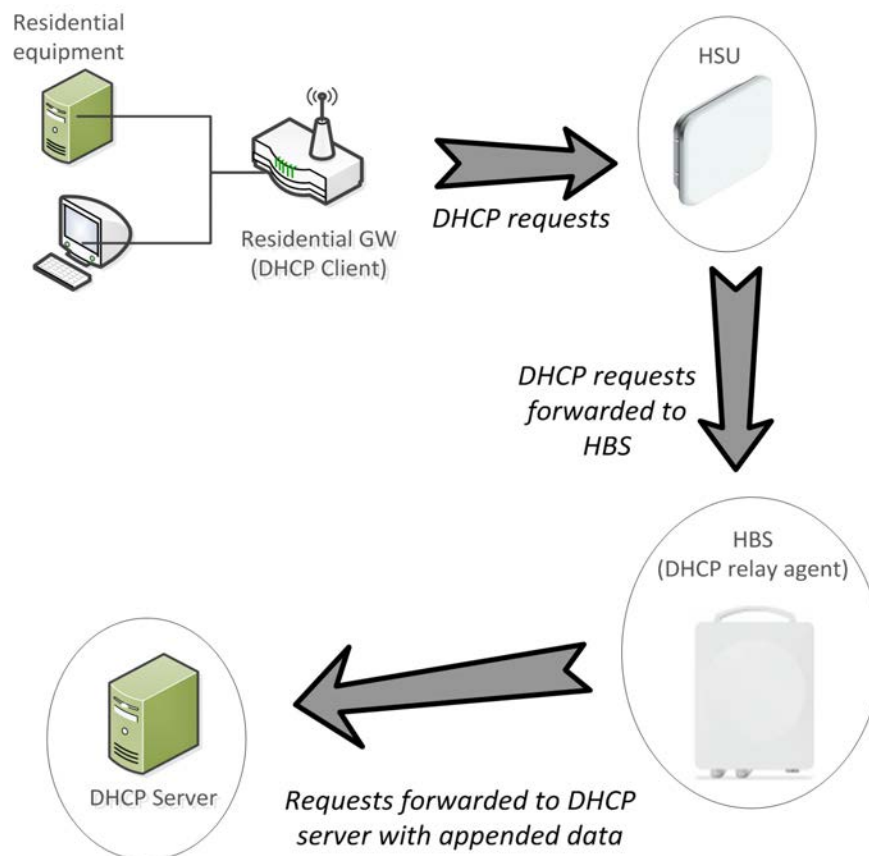 Residential
equipment
HSU
DHCP requests
Residential GW
(DHCP Client)
DHCP requests
forwarded to
HBS
HBS
(DHCP relay agent)
DHCP Server
Requests forwarded to DHCP
server with appended data